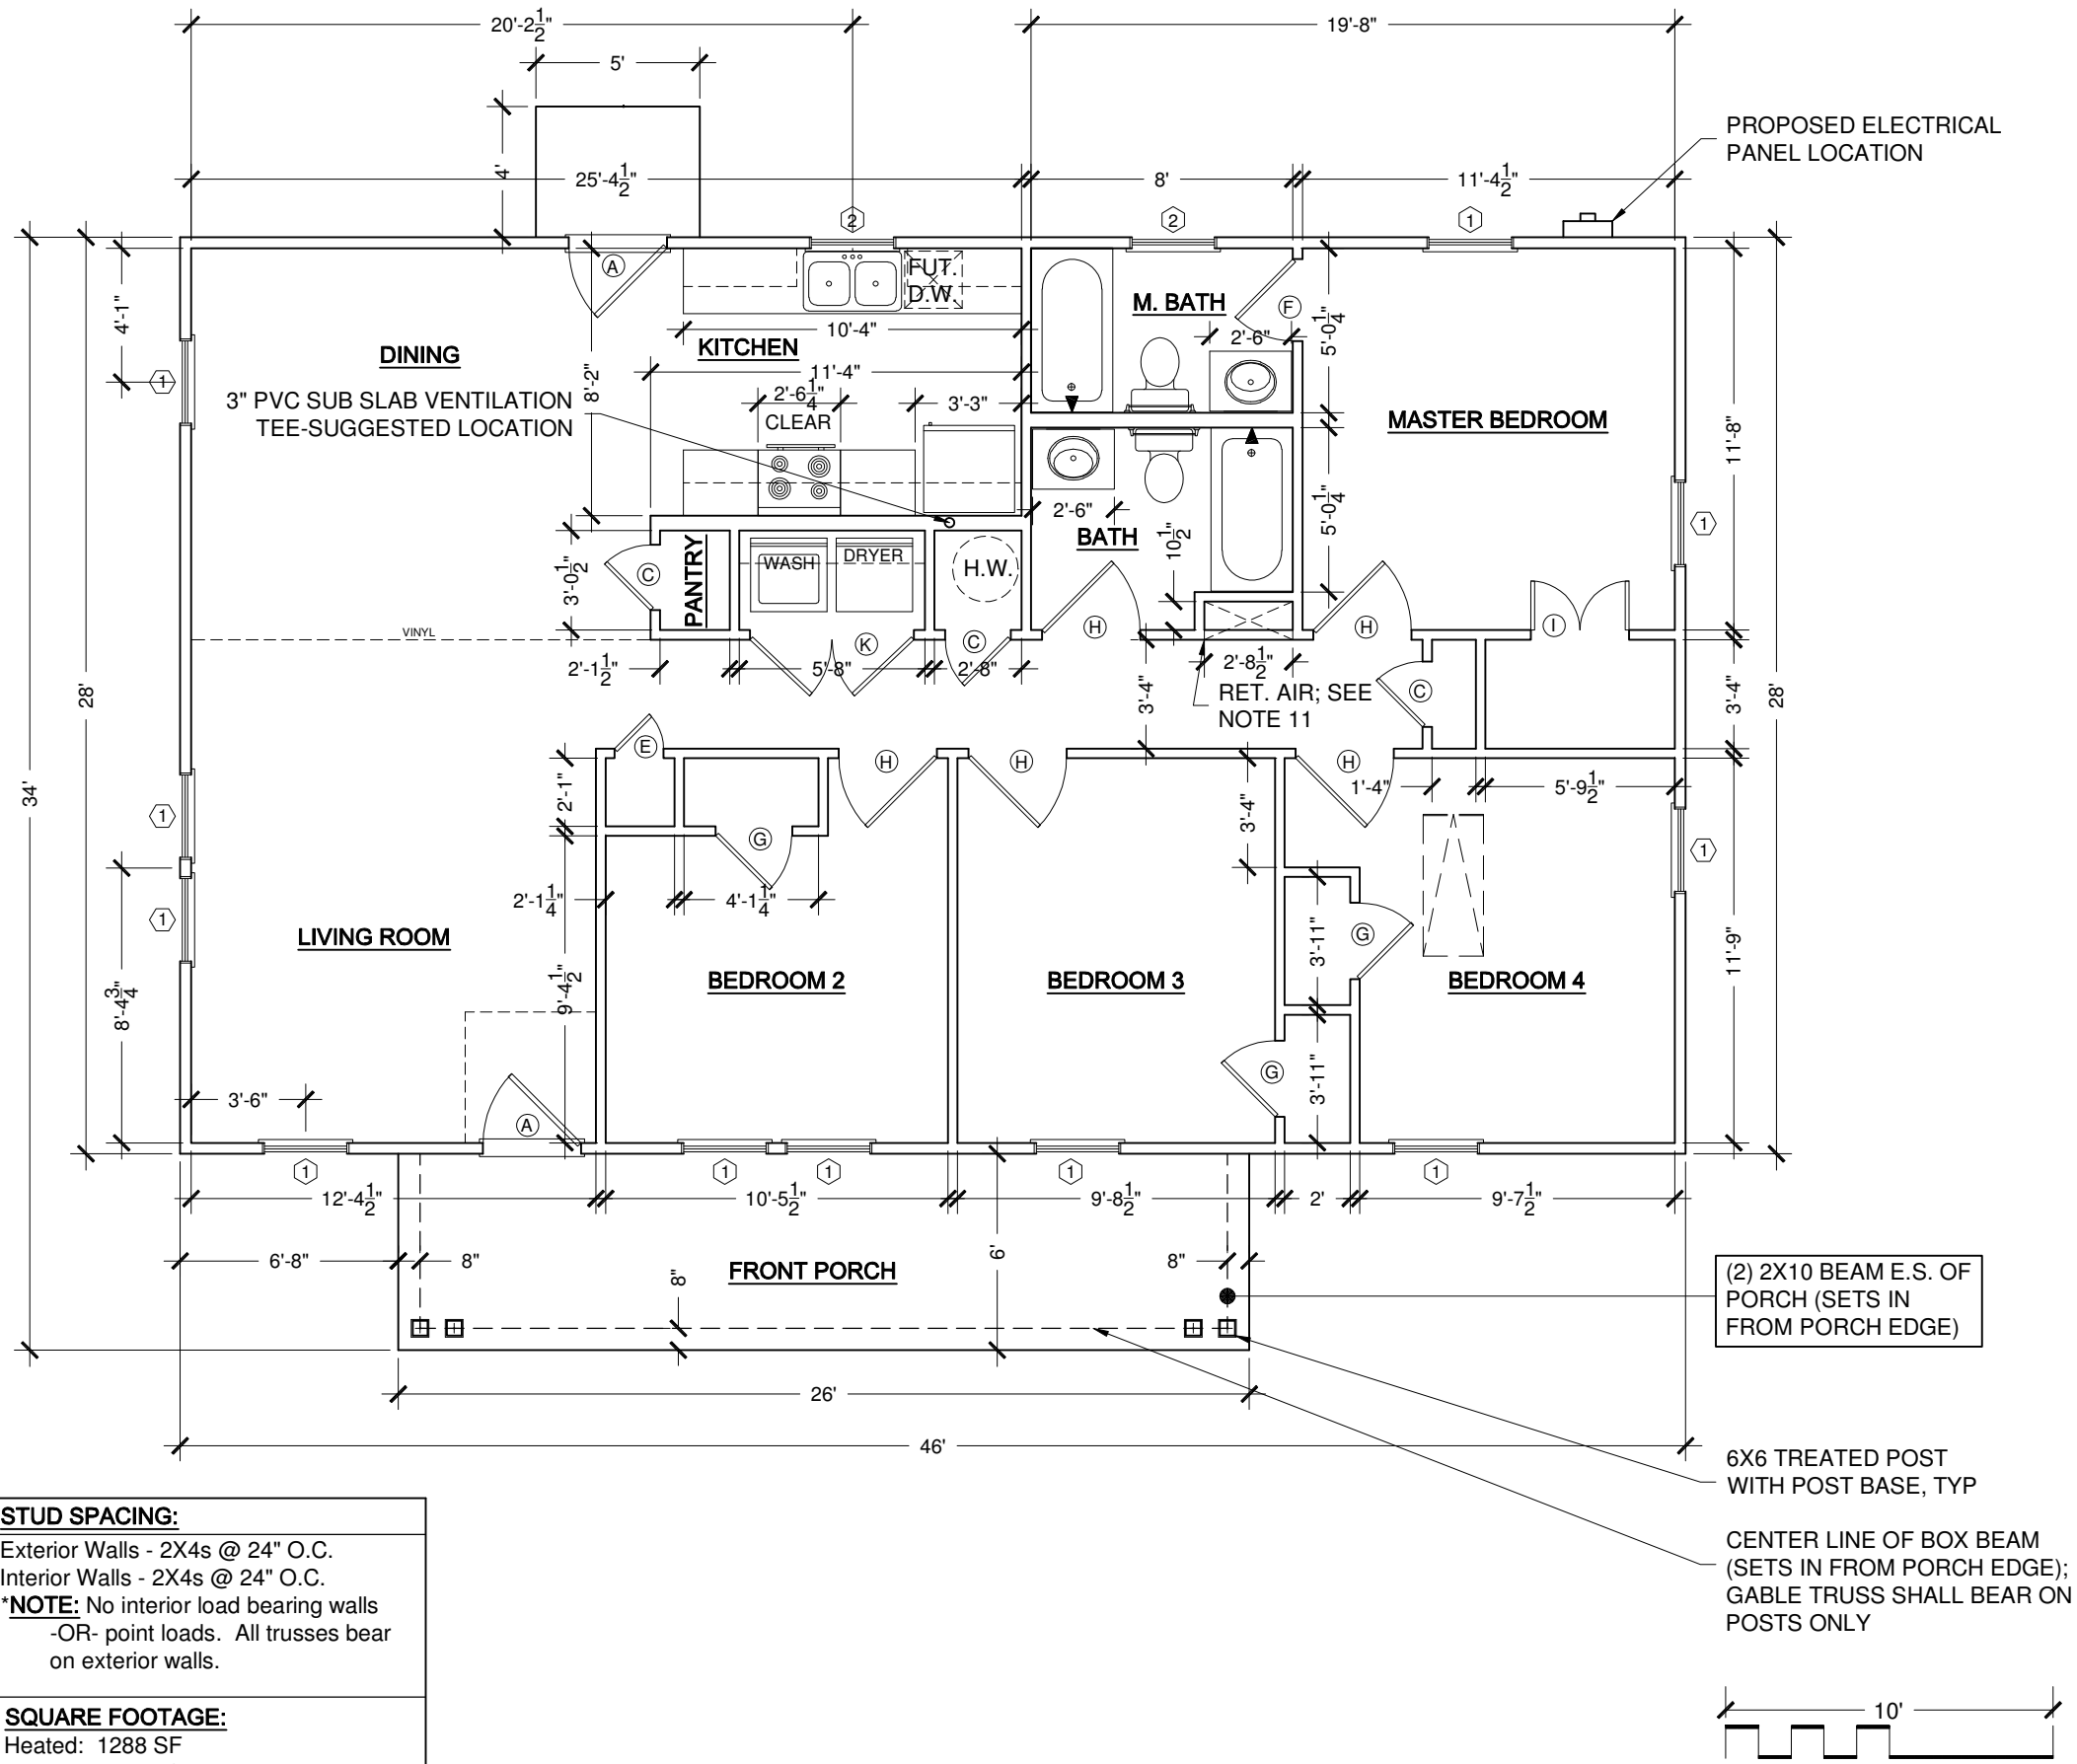 20'-2 1/2"
19'-8"
5'
4'
25'-4 1/2"
8'
11'-4 1/2"
PROPOSED ELECTRICAL
PANEL LOCATION
2
2
1
A
FUT.
D.W.
M. BATH
F
4'-1"
10'-4"
2'-6"
5'-0 1/4"
DINING
KITCHEN
1
11'-4"
8'-2"
3" PVC SUB SLAB VENTILATION
TEE-SUGGESTED LOCATION
2'-6 1/4"
CLEAR
3'-3"
MASTER BEDROOM
11'-8"
2'-6"
5'-0 1/4"
1
BATH
10 1/2"
3'-0 1/2"
C
PANTRY
WASH
DRYER
H.W.
VINYL
K
C
H
H
I
2'-1 1/2"
5'-8"
2'-8"
2'-8 1/2"
RET. AIR; SEE
NOTE 11
3'-4"
C
3'-4"
28'
28'
34'
E
H
H
H
1'-4"
5'-9 1/2"
2'-1"
3'-4"
1
G
1
2'-1 1/4"
4'-1 1/4"
1
LIVING ROOM
G
3'-11"
11'-9"
BEDROOM 2
BEDROOM 3
BEDROOM 4
9'-4 1/2"
8'-4 3/4"
G
3'-11"
3'-6"
A
1
1
1
1
1
12'-4 1/2"
10'-5 1/2"
9'-8 1/2"
2'
9'-7 1/2"
6'-8"
8"
8"
FRONT PORCH
6'
8"
(2) 2X10 BEAM E.S. OF
PORCH (SETS IN
FROM PORCH EDGE)
26'
46'
6X6 TREATED POST
WITH POST BASE, TYP
CENTER LINE OF BOX BEAM
(SETS IN FROM PORCH EDGE);
GABLE TRUSS SHALL BEAR ON
POSTS ONLY
STUD SPACING:
Exterior Walls - 2X4s @ 24" O.C.
Interior Walls - 2X4s @ 24" O.C.
*NOTE: No interior load bearing walls
-OR- point loads. All trusses bear
on exterior walls.
SQUARE FOOTAGE:
Heated: 1288 SF
10'